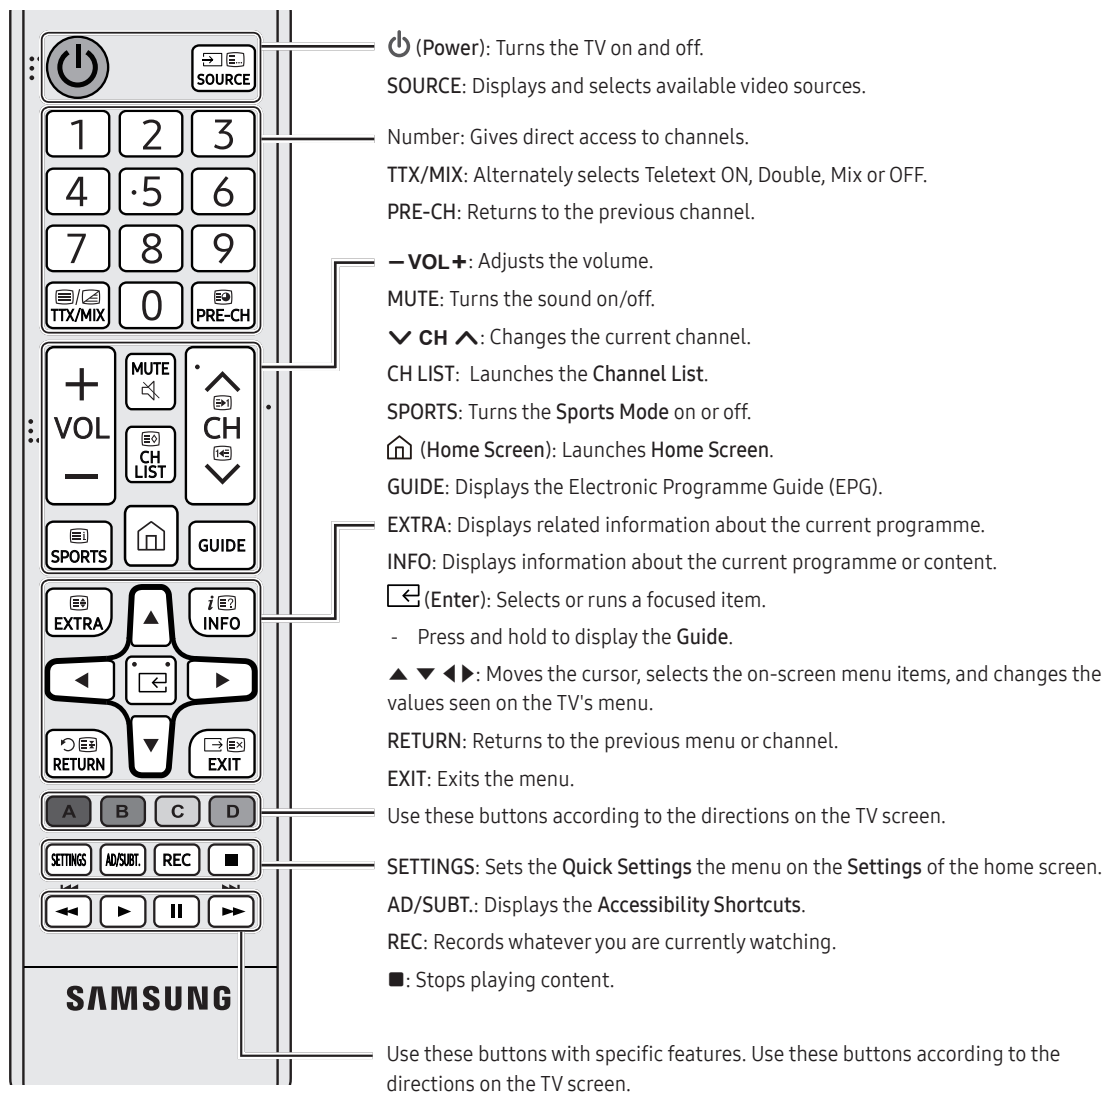 SOURCE
1 2 3
4 ·5 6
7 8 9
TTX/MIX 0 PRE-CH
+ MUTE
VOL CH
CH
LIST
—
SPORTS GUIDE
EXTRA i INFO
RETURN EXIT
A B C D
SETTINGS AD/SUBT. REC
SAMSUNG
(Power): Turns the TV on and off.
SOURCE: Displays and selects available video sources.
Number: Gives direct access to channels.
TTX/MIX: Alternately selects Teletext ON, Double, Mix or OFF.
PRE-CH: Returns to the previous channel.
— VOL +: Adjusts the volume.
MUTE: Turns the sound on/off.
CH : Changes the current channel.
CH LIST: Launches the Channel List.
SPORTS: Turns the Sports Mode on or off.
(Home Screen): Launches Home Screen.
GUIDE: Displays the Electronic Programme Guide (EPG).
EXTRA: Displays related information about the current programme.
INFO: Displays information about the current programme or content.
(Enter): Selects or runs a focused item.
- Press and hold to display the Guide.
▲ ▼ ◀ ▶: Moves the cursor, selects the on-screen menu items, and changes the
values seen on the TV's menu.
RETURN: Returns to the previous menu or channel.
EXIT: Exits the menu.
Use these buttons according to the directions on the TV screen.
SETTINGS: Sets the Quick Settings the menu on the Settings of the home screen.
AD/SUBT.: Displays the Accessibility Shortcuts.
REC: Records whatever you are currently watching.
■: Stops playing content.
Use these buttons with specific features. Use these buttons according to the
directions on the TV screen.